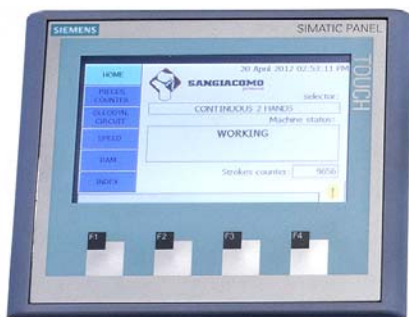 SIEMENS
SIMATIC PANEL
TOUCH
20 April 2012 02:53:11 PM
HOME
SANGIACOMO
selector:
PIECES COUNTER
CONTINUOUS 2 HANDS
Machine status:
CIRCUIT
WORKING
SPEED
RAM
Strokes counter:
9656
INDEX
F1
F2
F3
F4